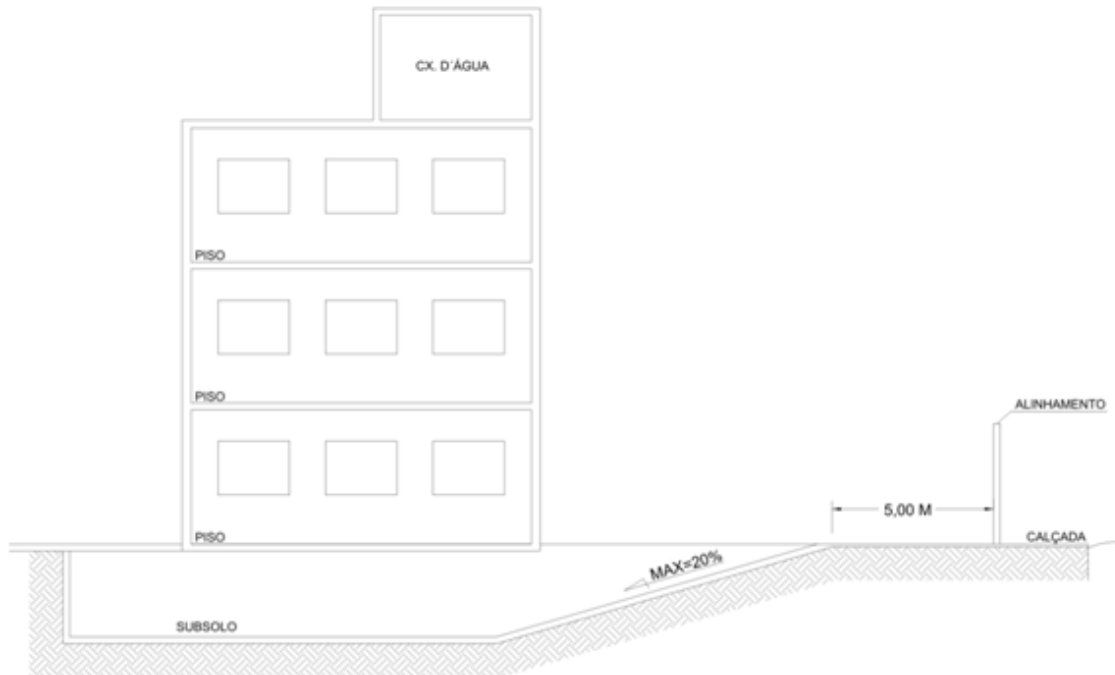 CX. D´ÁGUA
PISO
PISO
ALINHAMENTO
5,00 M
PISO
CALÇADA
MAX=20%
SUBSOLO